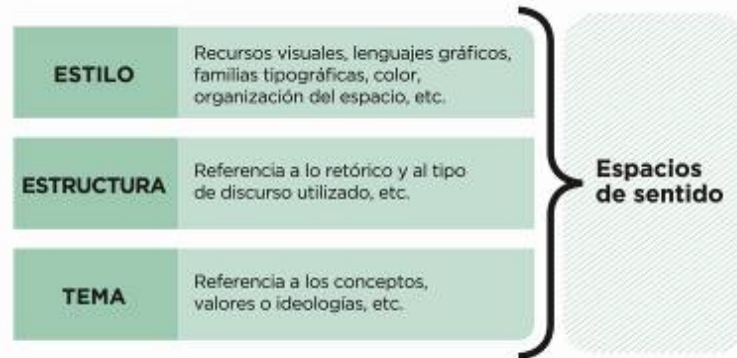 ESTILO
Recursos visuales, lenguajes gráficos,
familias tipográficas, color,
organización del espacio, etc.
ESTRUCTURA
Referencia a lo retórico y al tipo
de discurso utilizado, etc.
TEMA
Referencia a los conceptos,
valores o ideologías, etc.
Espacios
de sentido